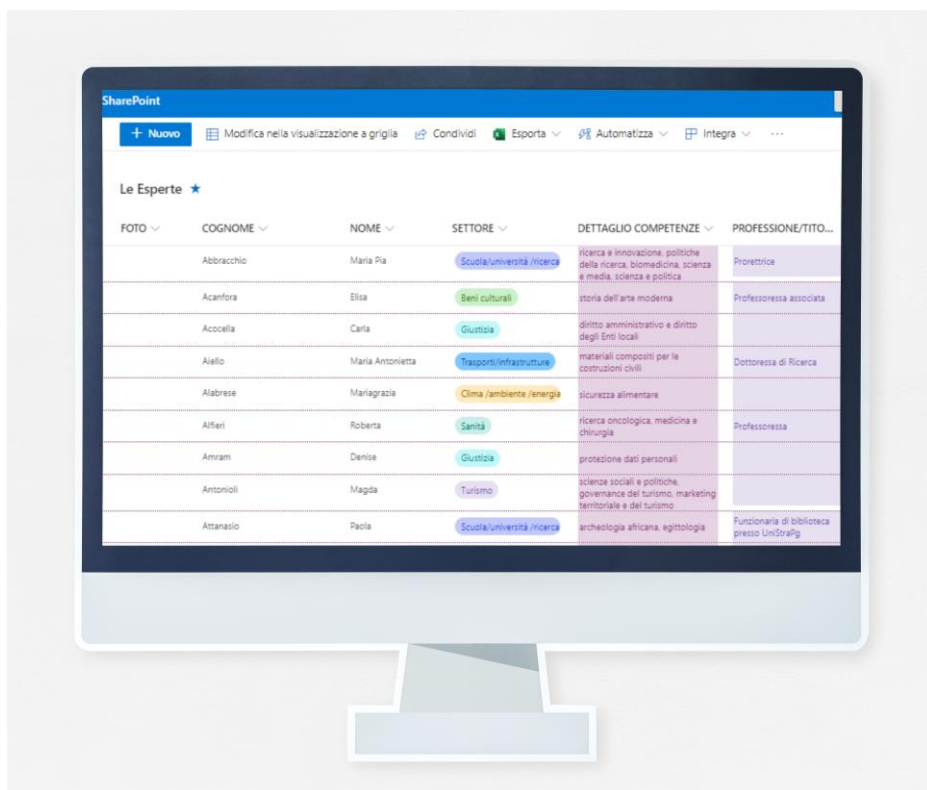 SharePoint
Nuovo Modifica nella visualizzazione a griglia Condividi Esporta Automatizza Integra ...
Le Esperte
FOTO COGNOME NOME SETTORE DETTAGLIO COMPETENZE PROFESSIONE/TITO...
Abbracchio Maria Pia Scuola/università /ricerca ricerca e innovazione, politiche
della ricerca, biomedicina, scienza
e media, scienza e politica Prorettrice
Acanfora Elisa Beni culturali storia dell'arte moderna Professoressa associata
Acocella Carla Giustizia diritto amministrativo e diritto
degli Enti locali
Aiello Maria Antonietta Trasporti/infrastrutture materiali compositi per le
costruzioni civili Dottoressa di Ricerca
Alabrese Mariagrazia Clima /ambiente /energia sicurezza alimentare
Alfieri Roberta Sanità ricerca oncologica, medicina e
chirurgia Professoressa
Amram Denise Giustizia protezione dati personali
Antonioli Magda Turismo scienze sociali e politiche,
governance del turismo, marketing
territoriale e del turismo
Attanasio Paola Scuola/università /ricerca archeologia africana, egittologia Funzionaria di biblioteca
presso UniStraPg